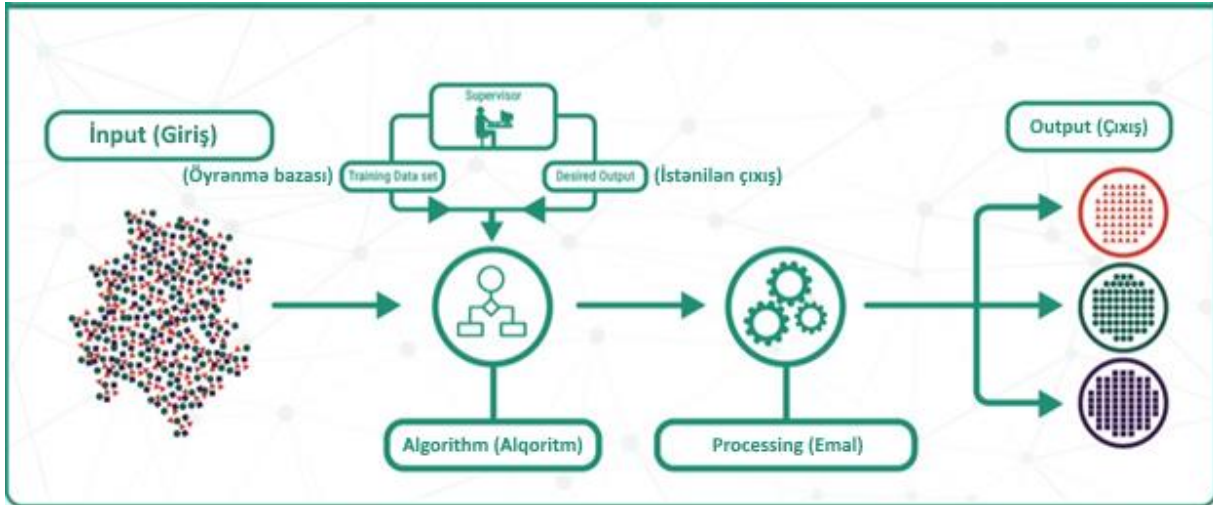 Supervisor
İnput (Giriş)
Output (Çıxış)
(Öyrənmə bazası) Training Data set
Desired Output (İstənilən çıxış)
Algorithm (Alqoritm)
Processing (Emal)